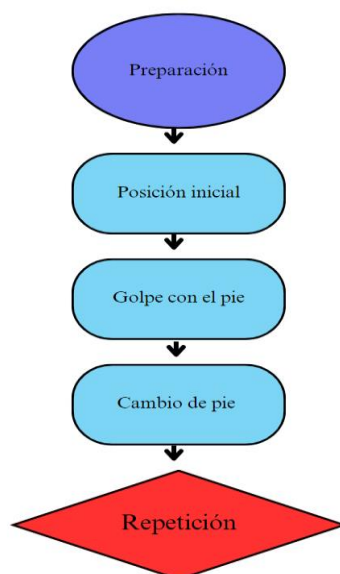 Preparación
Posición inicial
Golpe con el pie
Cambio de pie
Repetición